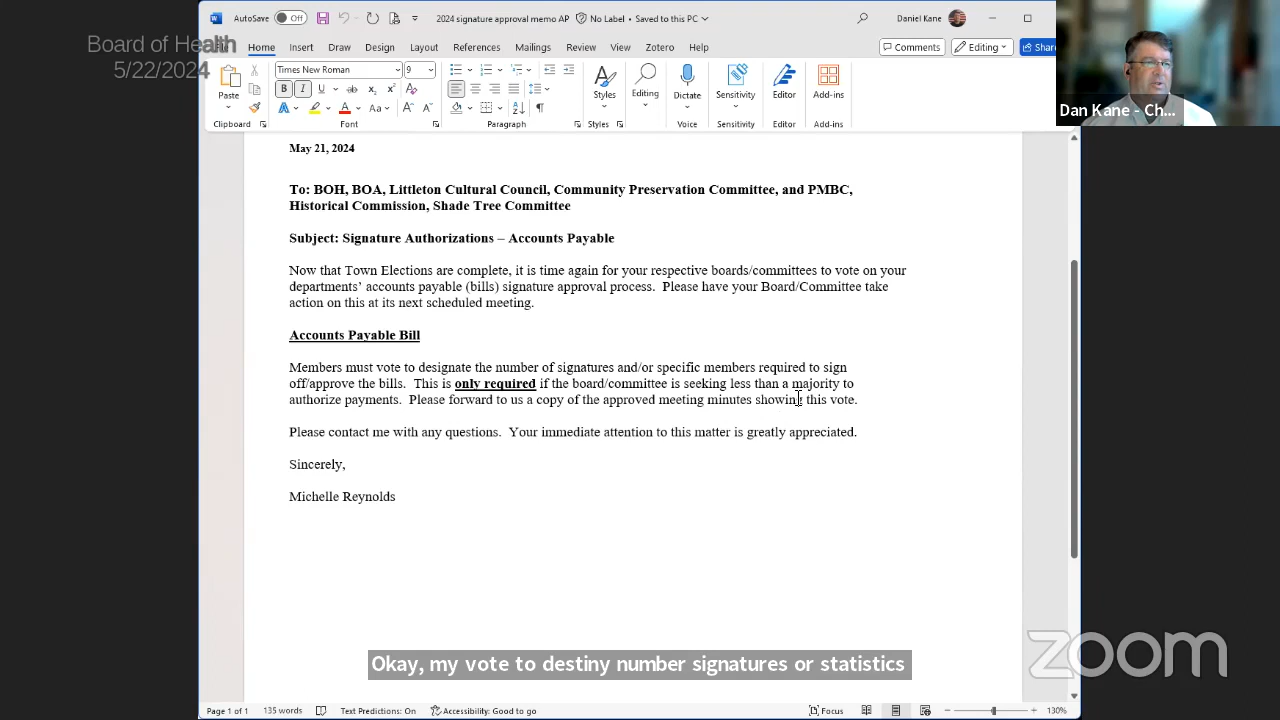 AutoSave Off 2024 signature approval memo AP No Label • Saved to this PC Daniel Kane
Board of Health
5/22/2024
Home Insert Draw Design Layout References Mailings Review View Zotero Help Comments Editing Share
Times New Roman 9
Paste Styles Editing Dictate Sensitivity Editor Add-ins
B I U ab x₂ x² A
A A Aa A A
Clipboard Font Paragraph Styles Voice Sensitivity Editor Add-ins
Dan Kane - Ch...
May 21, 2024
To: BOH, BOA, Littleton Cultural Council, Community Preservation Committee, and PMBC,
Historical Commission, Shade Tree Committee
Subject: Signature Authorizations – Accounts Payable
Now that Town Elections are complete, it is time again for your respective boards/committees to vote on your
departments’ accounts payable (bills) signature approval process. Please have your Board/Committee take
action on this at its next scheduled meeting.
Accounts Payable Bill
Members must vote to designate the number of signatures and/or specific members required to sign
off/approve the bills. This is only required if the board/committee is seeking less than a majority to
authorize payments. Please forward to us a copy of the approved meeting minutes showing this vote.
Please contact me with any questions. Your immediate attention to this matter is greatly appreciated.
Sincerely,
Michelle Reynolds
Okay, my vote to destiny number signatures or statistics
zoom
Page 1 of 1 135 words Text Predictions: On Accessibility: Good to go Focus 130%